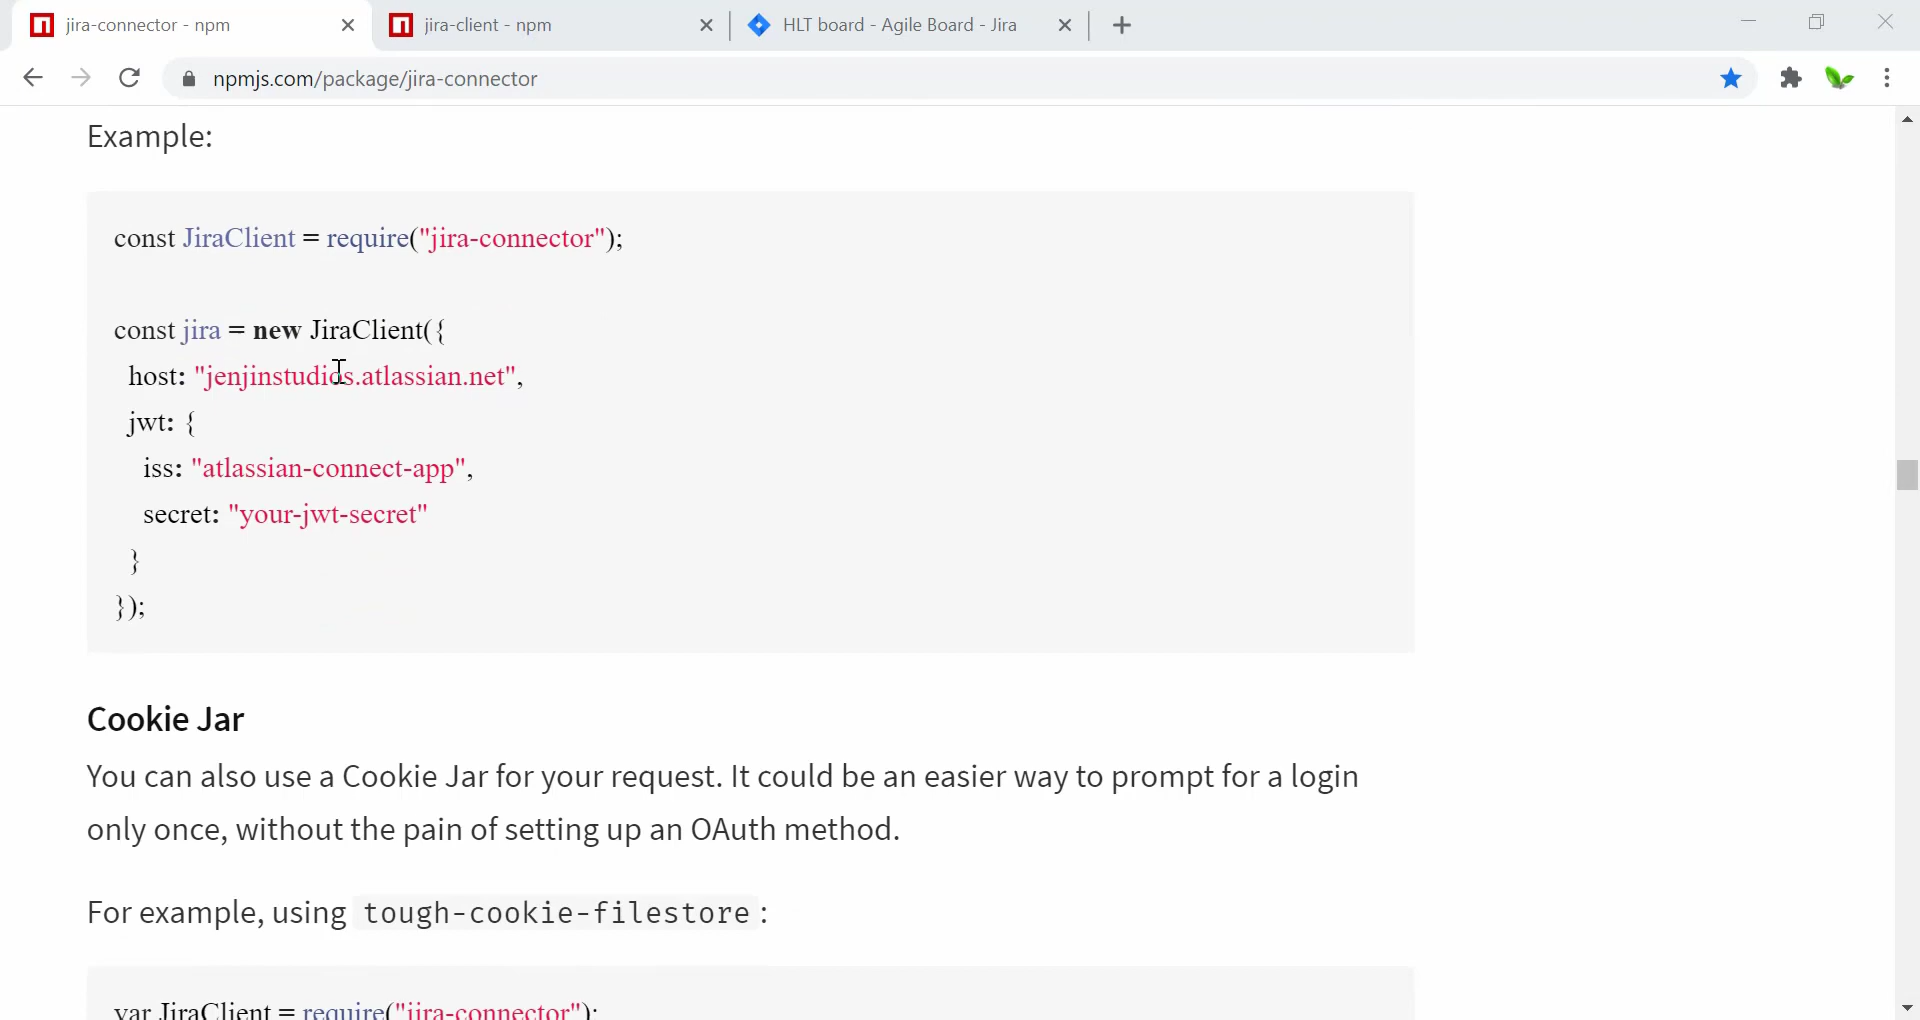 jira-connector - npm
jira-client - npm
HLT board - Agile Board - Jira
npmjs.com/package/jira-connector
Example:
const JiraClient = require("jira-connector");
const jira = new JiraClient({
host: "jenjinstudios.atlassian.net",
jwt: {
iss: "atlassian-connect-app",
secret: "your-jwt-secret"
}
});
Cookie Jar
You can also use a Cookie Jar for your request. It could be an easier way to prompt for a login
only once, without the pain of setting up an OAuth method.
For example, using tough-cookie-filestore :
var JiraClient = require("jira-connector");